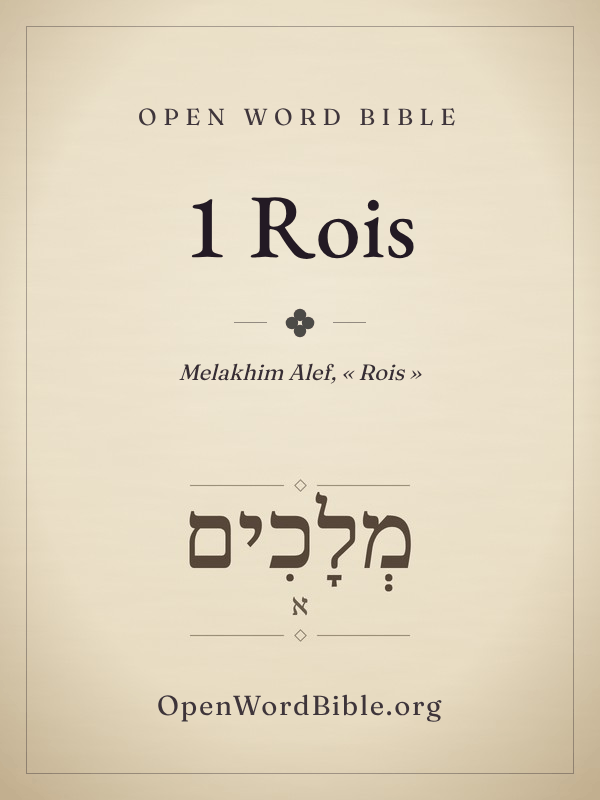 OPEN WORD BIBLE
1 Rois
Melakhim Alef, « Rois »
מְלָכִים
א
OpenWordBible.org